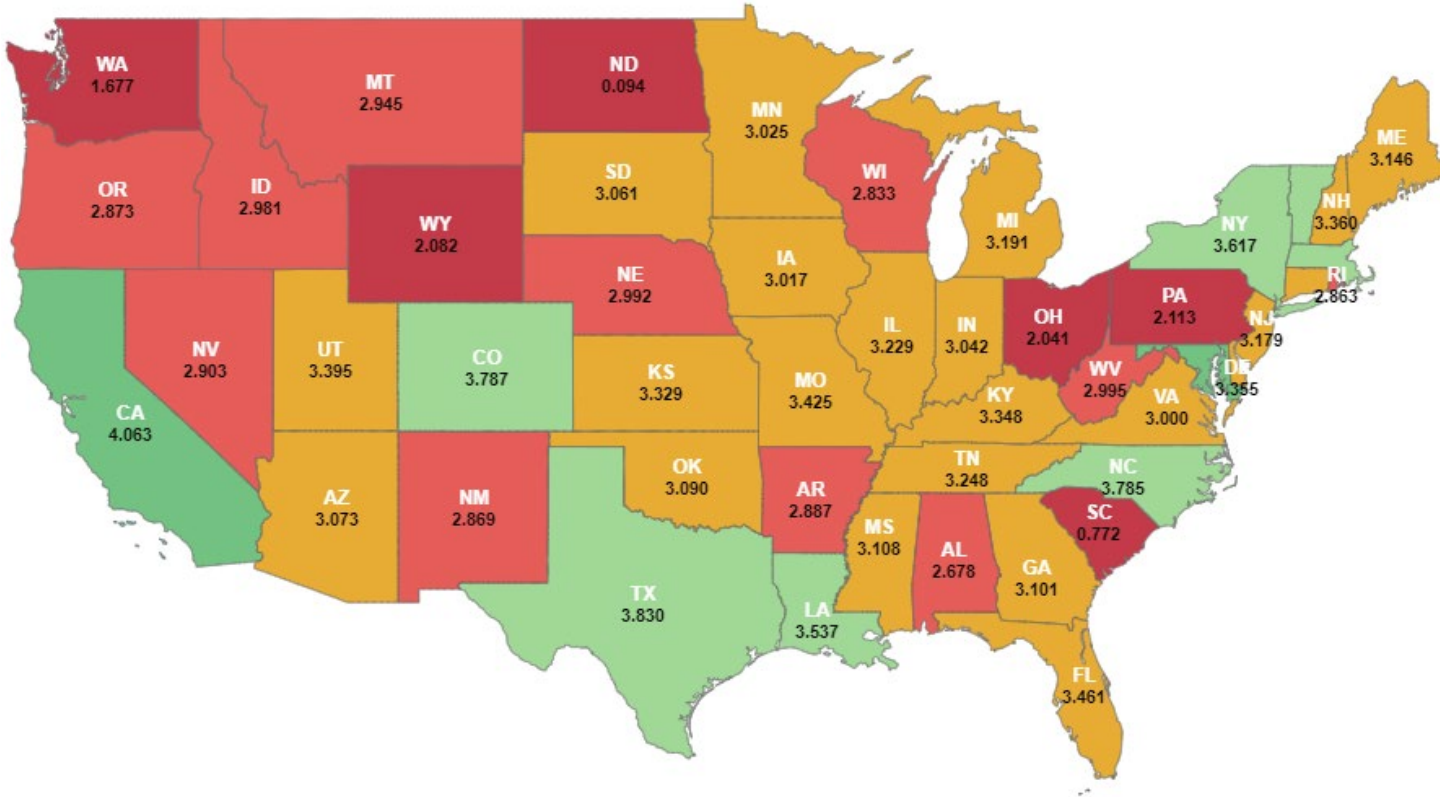 WA
1.677
MT
2.945
ND
0.094
MN
3.025
ME
3.146
OR
2.873
ID
2.981
SD
3.061
WI
2.833
NH
3.360
WY
2.082
MI
3.191
NY
3.617
NE
2.992
IA
3.017
RI
2.863
PA
2.113
OH
2.041
NJ
3.179
NV
2.903
UT
3.395
CO
3.787
IL
3.229
IN
3.042
KS
3.329
MO
3.425
WV
2.995
DE
3.355
CA
4.063
KY
3.348
VA
3.000
AZ
3.073
NM
2.869
OK
3.090
AR
2.887
TN
3.248
NC
3.785
SC
0.772
MS
3.108
AL
2.678
GA
3.101
TX
3.830
LA
3.537
FL
3.461